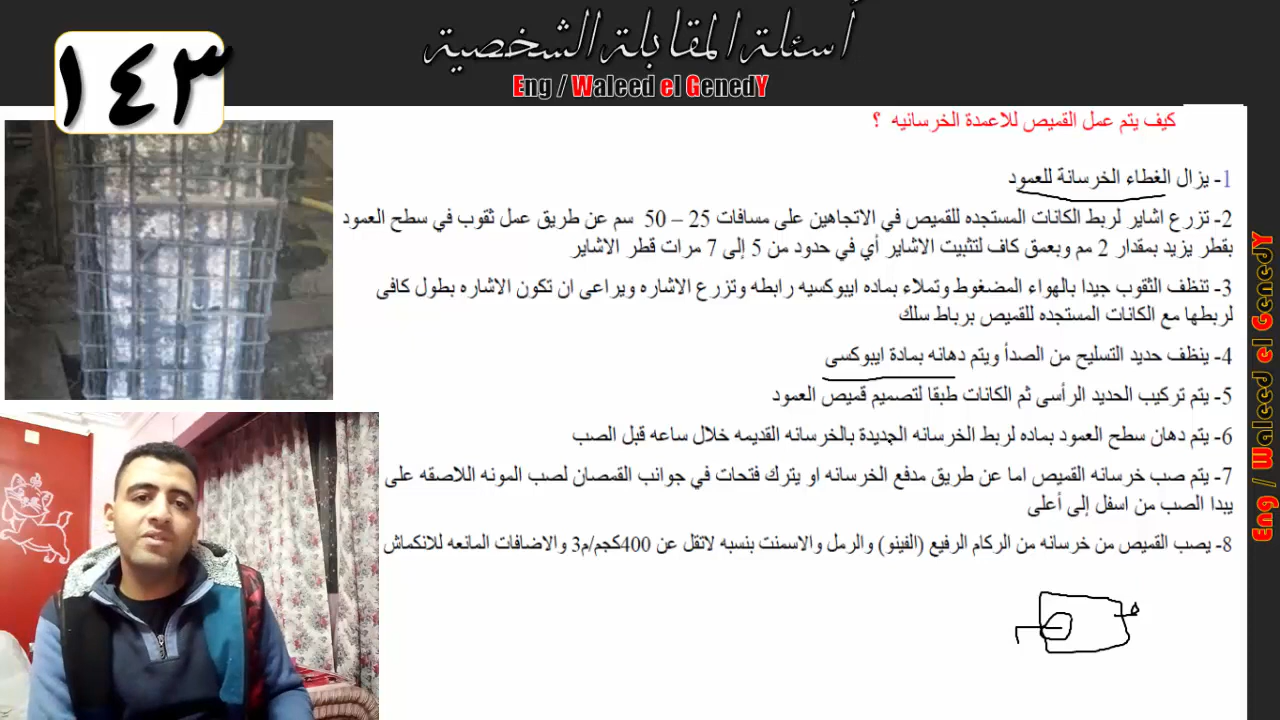 ١٤٣
أسئلة المقابلة الشخصية
Eng / Waleed el GenedY
كيف يتم عمل القميص للاعمدة الخرسانيه ؟
1- يزال الغطاء الخرسانة للعمود
2- تزرع اشاير لربط الكانات المستجده للقميص في الاتجاهين على مسافات 25 – 50 سم عن طريق عمل ثقوب في سطح العمود
بقطر يزيد بمقدار 2 مم وبعمق كاف لتثبيت الاشاير أي في حدود من 5 إلى 7 مرات قطر الاشاير
3- تنظف الثقوب جيدا بالهواء المضغوط وتملاء بماده ايبوكسيه رابطه وتزرع الاشاره ويراعى ان تكون الاشاره بطول كافى
لربطها مع الكانات المستجده للقميص برباط سلك
4- ينظف حديد التسليح من الصدأ ويتم دهانه بمادة ايبوكسى
5- يتم تركيب الحديد الرأسى ثم الكانات طبقا لتصميم قميص العمود
6- يتم دهان سطح العمود بماده لربط الخرسانه الجديدة بالخرسانه القديمه خلال ساعه قبل الصب
7- يتم صب خرسانه القميص اما عن طريق مدفع الخرسانه او يترك فتحات في جوانب القمصان لصب المونه اللاصقه على
يبدا الصب من اسفل إلى أعلى
8- يصب القميص من خرسانه من الركام الرفيع (الفينو) والرمل والاسمنت بنسبه لاتقل عن 400كجم/م3 والاضافات المانعه للانكماش
Eng / Waleed el GenedY